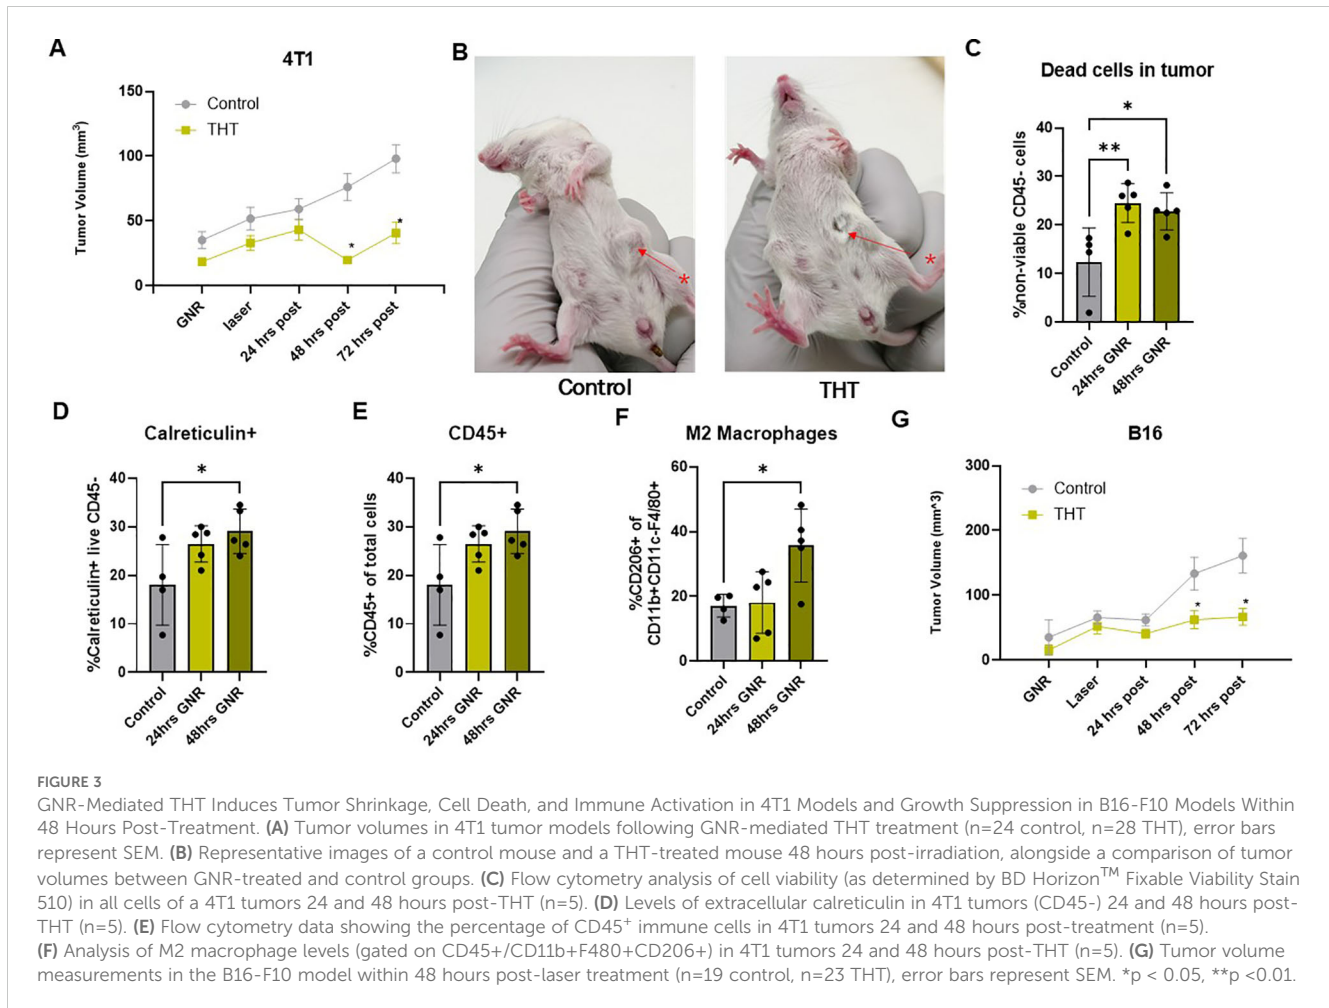 A
4T1
Tumor Volume (mm³)
150
100
50
0
Control
THT
*
*
GNR
laser
24 hrs post
48 hrs post
72 hrs post
B
*
*
Control
THT
C
Dead cells in tumor
%non-viable CD45- cells
40
30
20
10
0
*
**
Control
24hrs GNR
48hrs GNR
D
Calreticulin+
%Calreticulin+ live CD45-
40
30
20
10
0
*
Control
24hrs GNR
48hrs GNR
E
CD45+
%CD45+ of total cells
40
30
20
10
0
*
Control
24hrs GNR
48hrs GNR
F
M2 Macrophages
%CD206+ of
CD11b+CD11c-F4/80+
60
40
20
0
*
Control
24hrs GNR
48hrs GNR
G
B16
Tumor Volume (mm^3)
300
200
100
0
Control
THT
*
*
GNR
Laser
24 hrs post
48 hrs post
72 hrs post
FIGURE 3
GNR-Mediated THT Induces Tumor Shrinkage, Cell Death, and Immune Activation in 4T1 Models and Growth Suppression in B16-F10 Models Within
48 Hours Post-Treatment. (A) Tumor volumes in 4T1 tumor models following GNR-mediated THT treatment (n=24 control, n=28 THT), error bars
represent SEM. (B) Representative images of a control mouse and a THT-treated mouse 48 hours post-irradiation, alongside a comparison of tumor
volumes between GNR-treated and control groups. (C) Flow cytometry analysis of cell viability (as determined by BD Horizon™ Fixable Viability Stain
510) in all cells of a 4T1 tumors 24 and 48 hours post-THT (n=5). (D) Levels of extracellular calreticulin in 4T1 tumors (CD45-) 24 and 48 hours post-
THT (n=5). (E) Flow cytometry data showing the percentage of CD45⁺ immune cells in 4T1 tumors 24 and 48 hours post-treatment (n=5).
(F) Analysis of M2 macrophage levels (gated on CD45+/CD11b+F480+CD206+) in 4T1 tumors 24 and 48 hours post-THT (n=5). (G) Tumor volume
measurements in the B16-F10 model within 48 hours post-laser treatment (n=19 control, n=23 THT), error bars represent SEM. *p < 0.05, **p <0.01.